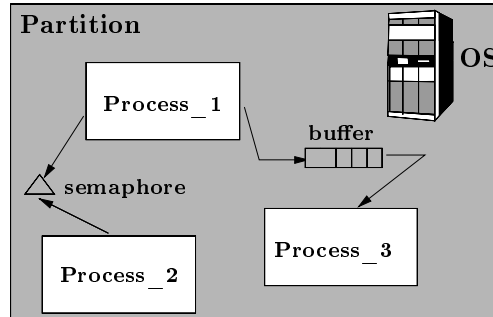 Partition
OS
Process_1
buffer
semaphore
Process_2
Process_3